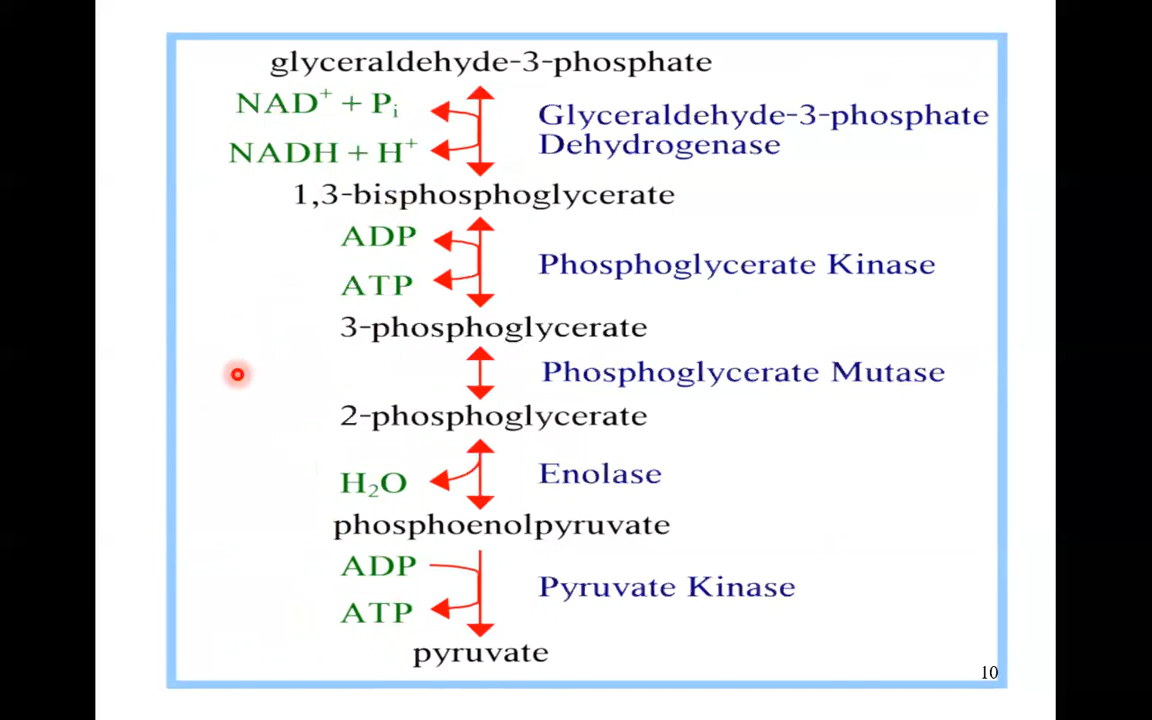 glyceraldehyde-3-phosphate
NAD⁺ + Pᵢ
Glyceraldehyde-3-phosphate
Dehydrogenase
NADH + H⁺
1,3-bisphosphoglycerate
ADP
Phosphoglycerate Kinase
ATP
3-phosphoglycerate
Phosphoglycerate Mutase
2-phosphoglycerate
Enolase
H₂O
phosphoenolpyruvate
ADP
Pyruvate Kinase
ATP
pyruvate
10